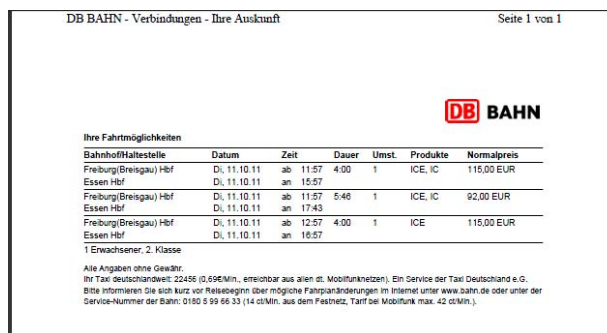 DB BAHN - Verbindungen - Ihre Auskunft Seite 1 von 1
DB BAHN
Ihre Fahrtmöglichkeiten
Bahnhof/Haltestelle Datum Zeit Dauer Umst. Produkte Normalpreis
Freiburg(Breisgau) Hbf Di, 11.10.11 ab 11:57 4:00 1 ICE, IC 115,00 EUR
Essen Hbf Di, 11.10.11 an 15:57
Freiburg(Breisgau) Hbf Di, 11.10.11 ab 11:57 5:46 1 ICE, IC 92,00 EUR
Essen Hbf Di, 11.10.11 an 17:43
Freiburg(Breisgau) Hbf Di, 11.10.11 ab 12:57 4:00 1 ICE 115,00 EUR
Essen Hbf Di, 11.10.11 an 16:57
1 Erwachsener, 2. Klasse
Alle Angaben ohne Gewähr.
Ihr Taxi deutschlandweit: 22456 (0,69€/Min., erreichbar aus allen dt. Mobilfunknetzen). Ein Service der Taxi Deutschland e.G.
Bitte informieren Sie sich kurz vor Reisebeginn über mögliche Fahrplanänderungen im Internet unter www.bahn.de oder unter der
Service-Nummer der Bahn: 0180 5 99 66 33 (14 ct/Min. aus dem Festnetz, Tarif bei Mobilfunk max. 42 ct/Min.).